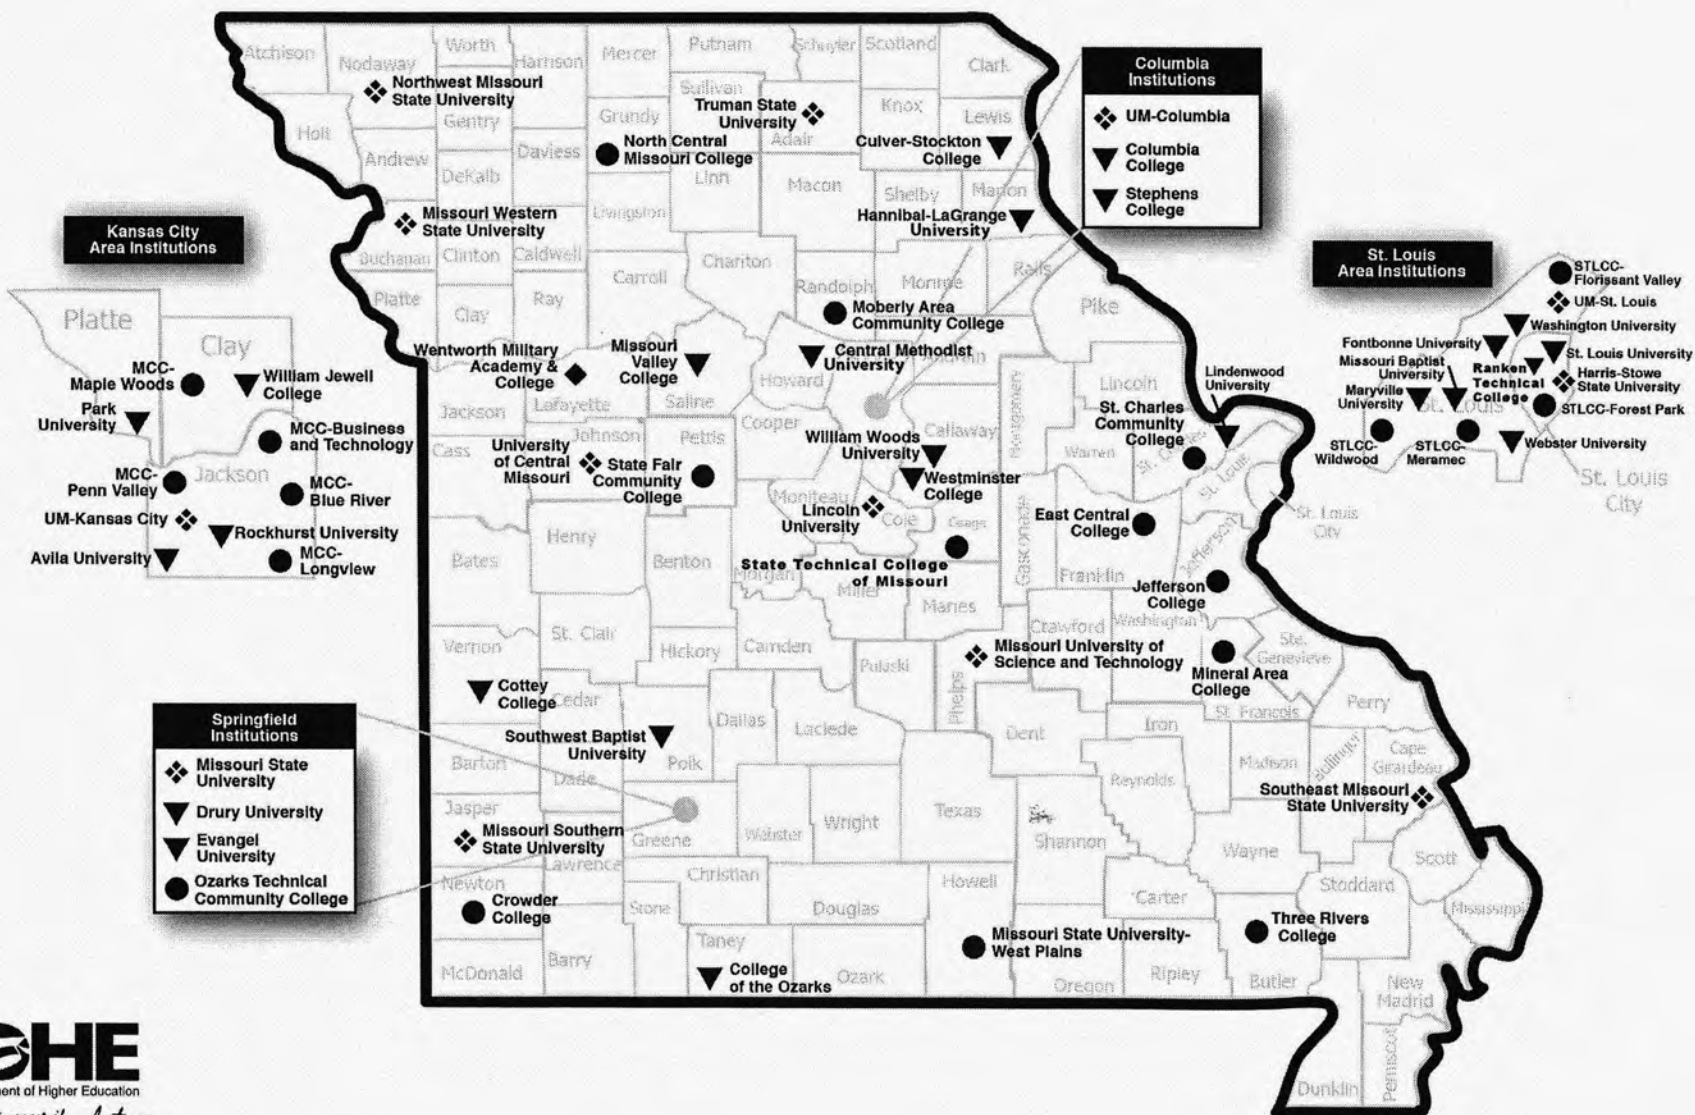 Atchison
Nodaway
Worth
Harrison
Mercer
Putnam
Schuyler
Scotland
Clark
Northwest Missouri
State University
Gentry
Holt
Andrew
DeKalb
Daviess
Grundy
Sullivan
Truman State
University
Adair
Knox
Lewis
North Central
Missouri College
Linn
Macon
Culver-Stockton
College
Shelby
Marion
Missouri Western
State University
Livingston
Hannibal-LaGrange
University
Buchanan
Clinton
Caldwell
Carroll
Chariton
Randolph
Monroe
Ralls
Pike
Platte
Clay
Ray
Moberly Area
Community College
Wentworth Military
Academy &
College
Missouri
Valley
College
Central Methodist
University
Howard
Jackson
Lafayette
Saline
Cooper
Callaway
Montgomery
Lincoln
Lindenwood
University
St. Charles
Community
College
St. Charles
Warren
St. Louis
St. Louis
City
Cass
Johnson
Pettis
University
of Central
Missouri
State Fair
Community
College
William Woods
University
Westminster
College
Moniteau
Lincoln
University
Cole
Osage
Gasconade
East Central
College
Franklin
Jefferson
Jefferson
College
Bates
Henry
Benton
Morgan
State Technical College
of Missouri
Miller
Maries
Vernon
St. Clair
Hickory
Camden
Pulaski
Phelps
Crawford
Washington
Missouri University of
Science and Technology
Mineral Area
College
Ste.
Genevieve
St. Francois
Perry
Cottey
College
Cedar
Southwest Baptist
University
Polk
Dallas
Laclede
Dent
Iron
Madison
Bollinger
Cape
Girardeau
Southeast Missouri
State University
Barton
Dade
Jasper
Missouri Southern
State University
Greene
Webster
Wright
Texas
Shannon
Reynolds
Wayne
Scott
Stoddard
Mississippi
Newton
Lawrence
Christian
Crowder
College
Stone
Douglas
Howell
Carter
Three Rivers
College
Missouri State University-
West Plains
McDonald
Barry
Taney
College
of the Ozarks
Ozark
Oregon
Ripley
Butler
New
Madrid
Pemiscot
Dunklin
Columbia
Institutions
UM-Columbia
Columbia
College
Stephens
College
Kansas City
Area Institutions
Platte
Clay
MCC-
Maple Woods
William Jewell
College
Park
University
MCC-Business
and Technology
MCC-
Penn Valley
Jackson
MCC-
Blue River
UM-Kansas City
Rockhurst University
Avila University
MCC-
Longview
St. Louis
Area Institutions
STLCC-
Florissant Valley
UM-St. Louis
Washington University
Fontbonne University
St. Louis University
Missouri Baptist
University
Ranken
Technical
College
Harris-Stowe
State University
Maryville
University
St. Louis
STLCC-Forest Park
STLCC-
Wildwood
STLCC-
Meramec
Webster University
St. Louis
City
Springfield
Institutions
Missouri State
University
Drury University
Evangel
University
Ozarks Technical
Community College
HE
of Higher Education